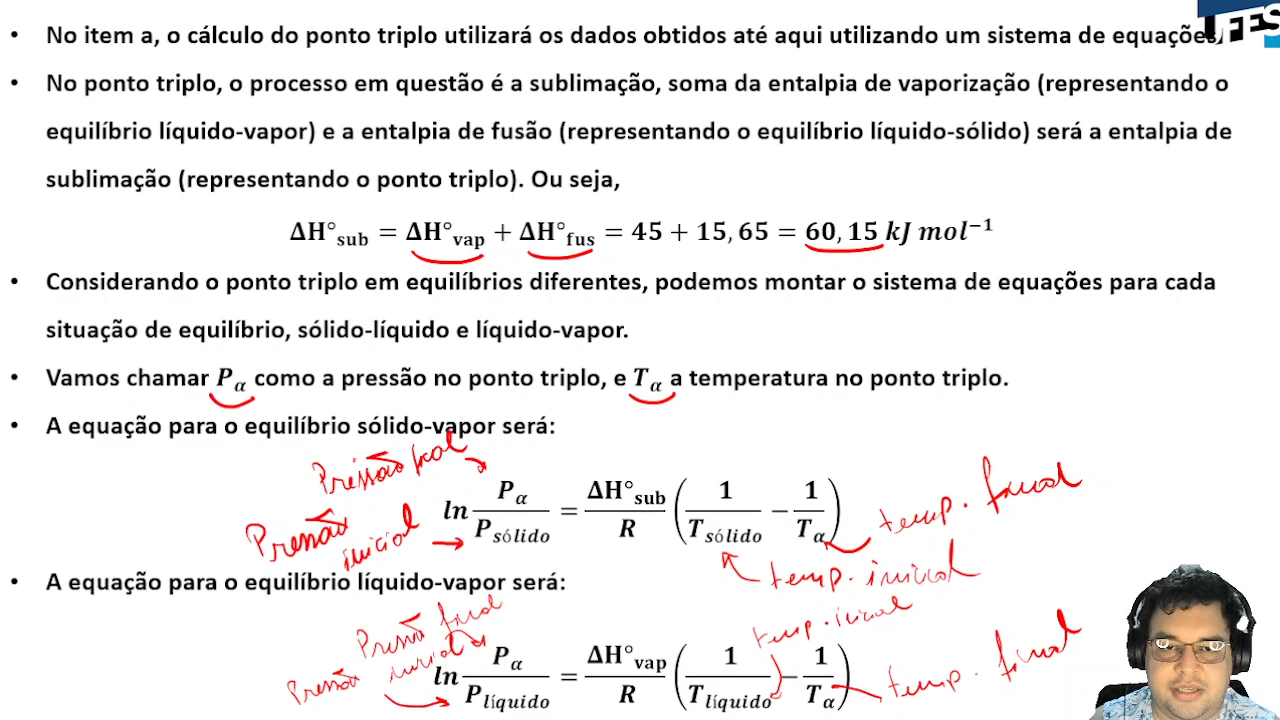 UFES
• No item a, o cálculo do ponto triplo utilizará os dados obtidos até aqui utilizando um sistema de equações,
• No ponto triplo, o processo em questão é a sublimação, soma da entalpia de vaporização (representando o
equilíbrio líquido-vapor) e a entalpia de fusão (representando o equilíbrio líquido-sólido) será a entalpia de
sublimação (representando o ponto triplo). Ou seja,
ΔH°sub = ΔH°vap + ΔH°fus = 45 + 15,65 = 60,15 kJ mol⁻¹
• Considerando o ponto triplo em equilíbrios diferentes, podemos montar o sistema de equações para cada
situação de equilíbrio, sólido-líquido e líquido-vapor.
• Vamos chamar Pα como a pressão no ponto triplo, e Tα a temperatura no ponto triplo.
• A equação para o equilíbrio sólido-vapor será:
Pressão final
Pressão inicial
ln Pα/Psólido = ΔH°sub/R (1/Tsólido − 1/Tα)
temp. final
temp. inicial
• A equação para o equilíbrio líquido-vapor será:
Pressão final
Pressão inicial
ln Pα/Plíquido = ΔH°vap/R (1/Tlíquido − 1/Tα)
temp. inicial
temp. final